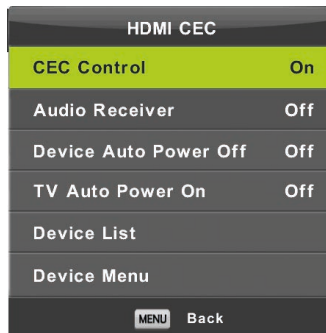 HDMI CEC
CEC Control On
Audio Receiver Off
Device Auto Power Off Off
TV Auto Power On Off
Device List
Device Menu
MENU Back